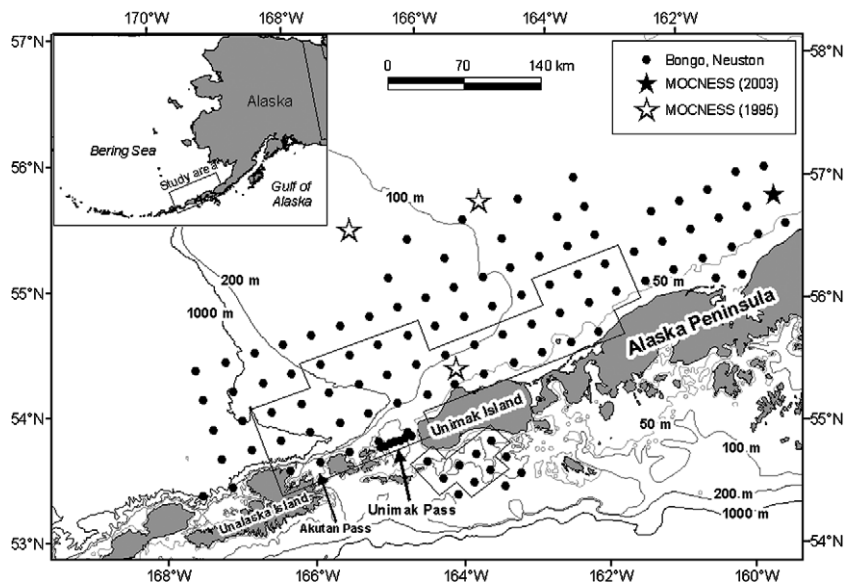 170°W 168°W 166°W 164°W 162°W
57°N
56°N
55°N
54°N
53°N
58°N
57°N
56°N
55°N
54°N
168°W 166°W 164°W 162°W 160°W
Alaska
Bering Sea
Study area
Gulf of
Alaska
0 70 140 km
Bongo, Neuston
MOCNESS (2003)
MOCNESS (1995)
100 m
200 m
1000 m
50 m
Alaska Peninsula
Unimak Island
50 m
100 m
200 m
1000 m
Unimak Pass
Akutan Pass
Unalaska Island